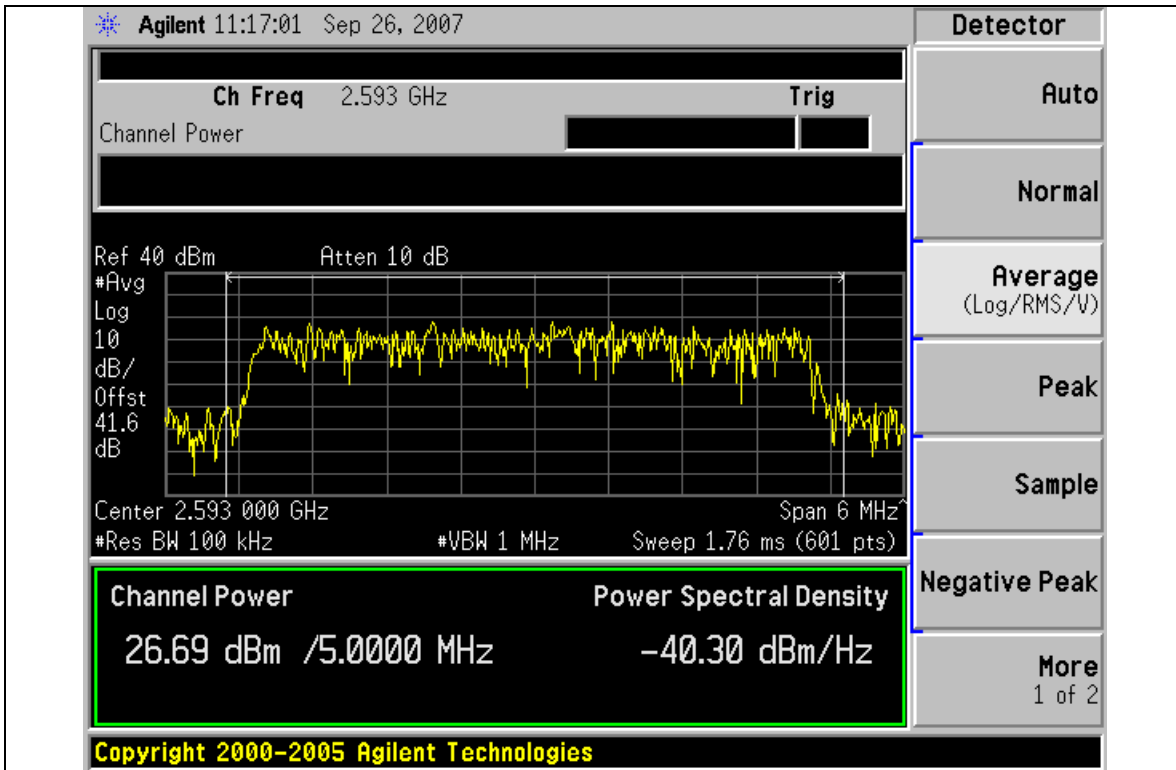 Agilent 11:17:01 Sep 26, 2007
Detector
Ch Freq 2.593 GHz Trig
Channel Power
Auto
Normal
Ref 40 dBm Atten 10 dB
#Avg
Log
10
dB/
Offst
41.6
dB
Average
(Log/RMS/V)
Peak
Center 2.593 000 GHz Span 6 MHz^
#Res BW 100 kHz #VBW 1 MHz Sweep 1.76 ms (601 pts)
Sample
Channel Power Power Spectral Density
26.69 dBm /5.0000 MHz -40.30 dBm/Hz
Negative Peak
More
1 of 2
Copyright 2000-2005 Agilent Technologies